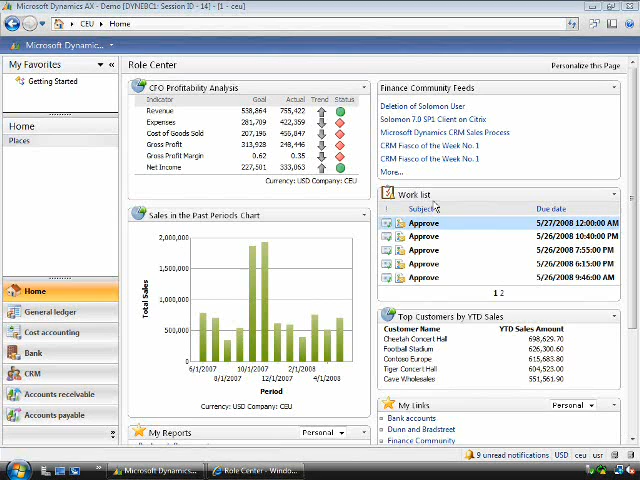 Microsoft Dynamics AX - Demo [DYNEBC1: Session ID - 14] - [1 - ceu]
CEU
Home
Microsoft Dynamic...
My Favorites
Getting Started
Home
Places
Home
General ledger
Cost accounting
Bank
CRM
Accounts receivable
Accounts payable
Role Center
Personalize this Page
CFO Profitability Analysis
Indicator Goal Actual Trend Status
Revenue 538,864 755,422
Expenses 281,709 422,359
Cost of Goods Sold 207,196 456,847
Gross Profit 313,928 248,446
Gross Profit Margin 0.62 0.35
Net Income 227,501 333,063
Currency: USD Company: CEU
Sales in the Past Periods Chart
Total Sales
2,000,000
1,500,000
1,000,000
500,000
0
6/1/2007 10/1/2007 2/1/2008
8/1/2007 12/1/2007 4/1/2008
Period
Currency: USD Company: CEU
My Reports
Personal
Finance Community Feeds
Deletion of Solomon User
Solomon 7.0 SP1 Client on Citrix
Microsoft Dynamics CRM Sales Process
CRM Fiasco of the Week No. 1
CRM Fiasco of the Week No. 1
More...
Work list
Subject Due date
Approve 5/27/2008 12:00:00 AM
Approve 5/26/2008 10:40:00 PM
Approve 5/26/2008 7:55:00 PM
Approve 5/26/2008 6:15:00 PM
Approve 5/26/2008 9:46:00 AM
1 2
Top Customers by YTD Sales
Customer Name YTD Sales Amount
Cheetah Concert Hall 698,629.70
Football Stadium 626,300.60
Contoso Europe 615,683.80
Tiger Concert Hall 604,523.00
Cave Wholesales 551,561.90
My Links
Personal
Bank accounts
Dun and Bradstreet
Finance Community
9 unread notifications USD ceu usr
Microsoft Dynamics...
Role Center - Windo...